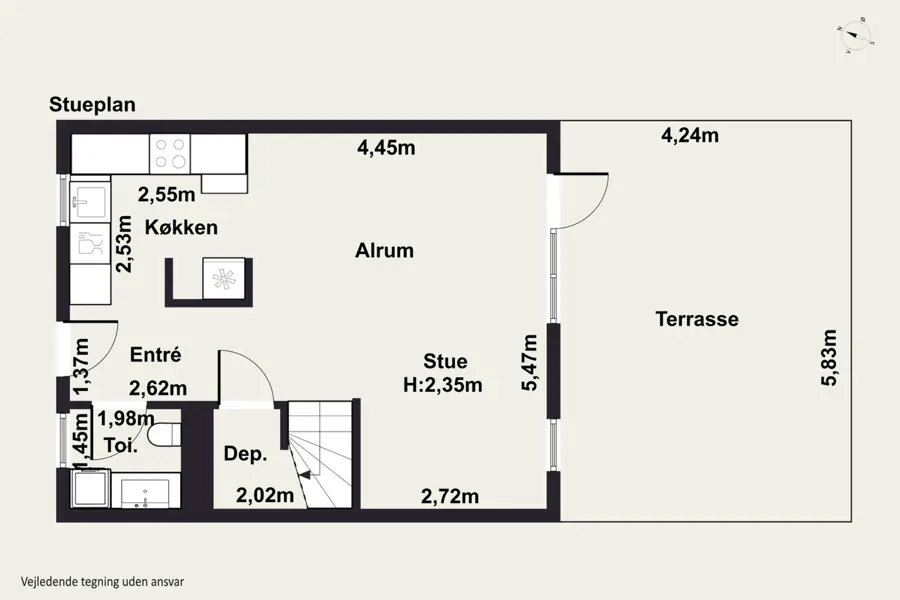 N
Ø
S
V
Stueplan
4,45m
4,24m
2,55m
Køkken
2,53m
Alrum
Terrasse
Entré
1,37m
2,62m
Stue
H:2,35m
5,47m
5,83m
1,98m
Toi.
1,45m
Dep.
2,02m
2,72m
Vejledende tegning uden ansvar